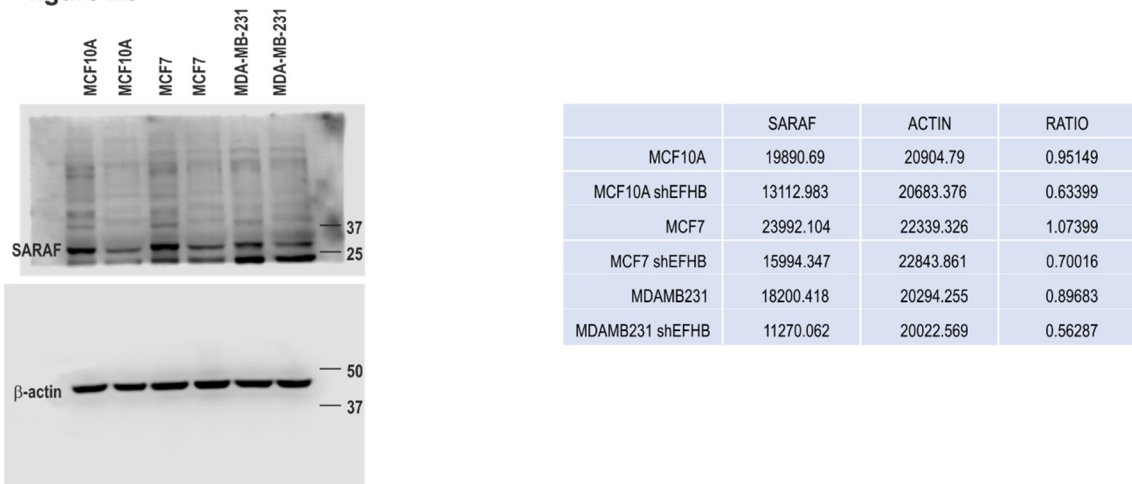 MCF10A
MCF10A
MCF7
MCF7
MDA-MB-231
MDA-MB-231
37
SARAF
25
50
β-actin
37
SARAF ACTIN RATIO
MCF10A 19890.69 20904.79 0.95149
MCF10A shEFHB 13112.983 20683.376 0.63399
MCF7 23992.104 22339.326 1.07399
MCF7 shEFHB 15994.347 22843.861 0.70016
MDAMB231 18200.418 20294.255 0.89683
MDAMB231 shEFHB 11270.062 20022.569 0.56287